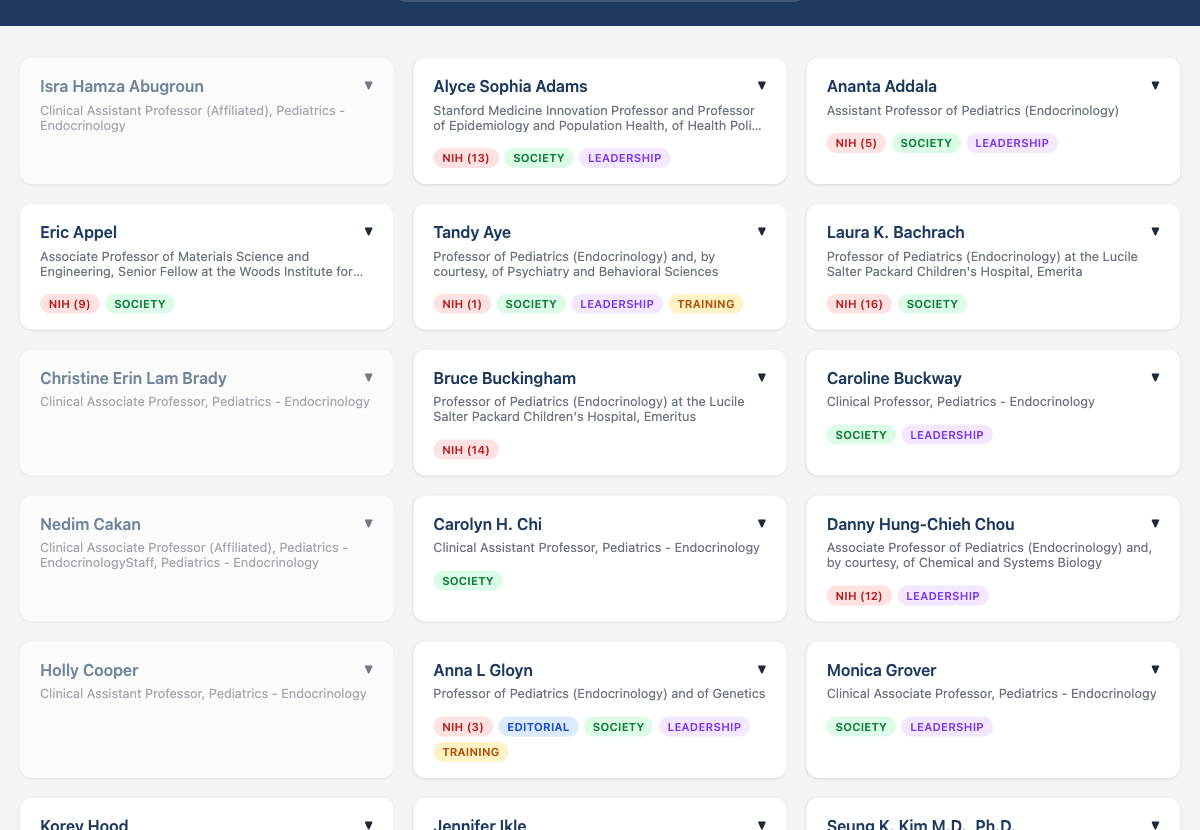 Isra Hamza Abugroun ▼
Clinical Assistant Professor (Affiliated), Pediatrics -
Endocrinology
Alyce Sophia Adams ▼
Stanford Medicine Innovation Professor and Professor
of Epidemiology and Population Health, of Health Poli...
NIH (13) SOCIETY LEADERSHIP
Ananta Addala ▼
Assistant Professor of Pediatrics (Endocrinology)
NIH (5) SOCIETY LEADERSHIP
Eric Appel ▼
Associate Professor of Materials Science and
Engineering, Senior Fellow at the Woods Institute for...
NIH (9) SOCIETY
Tandy Aye ▼
Professor of Pediatrics (Endocrinology) and, by
courtesy, of Psychiatry and Behavioral Sciences
NIH (1) SOCIETY LEADERSHIP TRAINING
Laura K. Bachrach ▼
Professor of Pediatrics (Endocrinology) at the Lucile
Salter Packard Children's Hospital, Emerita
NIH (16) SOCIETY
Christine Erin Lam Brady ▼
Clinical Associate Professor, Pediatrics - Endocrinology
Bruce Buckingham ▼
Professor of Pediatrics (Endocrinology) at the Lucile
Salter Packard Children's Hospital, Emeritus
NIH (14)
Caroline Buckway ▼
Clinical Professor, Pediatrics - Endocrinology
SOCIETY LEADERSHIP
Nedim Cakan ▼
Clinical Associate Professor (Affiliated), Pediatrics -
EndocrinologyStaff, Pediatrics - Endocrinology
Carolyn H. Chi ▼
Clinical Assistant Professor, Pediatrics - Endocrinology
SOCIETY
Danny Hung-Chieh Chou ▼
Associate Professor of Pediatrics (Endocrinology) and,
by courtesy, of Chemical and Systems Biology
NIH (12) LEADERSHIP
Holly Cooper ▼
Clinical Assistant Professor, Pediatrics - Endocrinology
Anna L Gloyn ▼
Professor of Pediatrics (Endocrinology) and of Genetics
NIH (3) EDITORIAL SOCIETY LEADERSHIP
TRAINING
Monica Grover ▼
Clinical Associate Professor, Pediatrics - Endocrinology
SOCIETY LEADERSHIP
Korey Hood ▼
Jennifer Ikle ▼
Seung K. Kim M.D., Ph.D. ▼